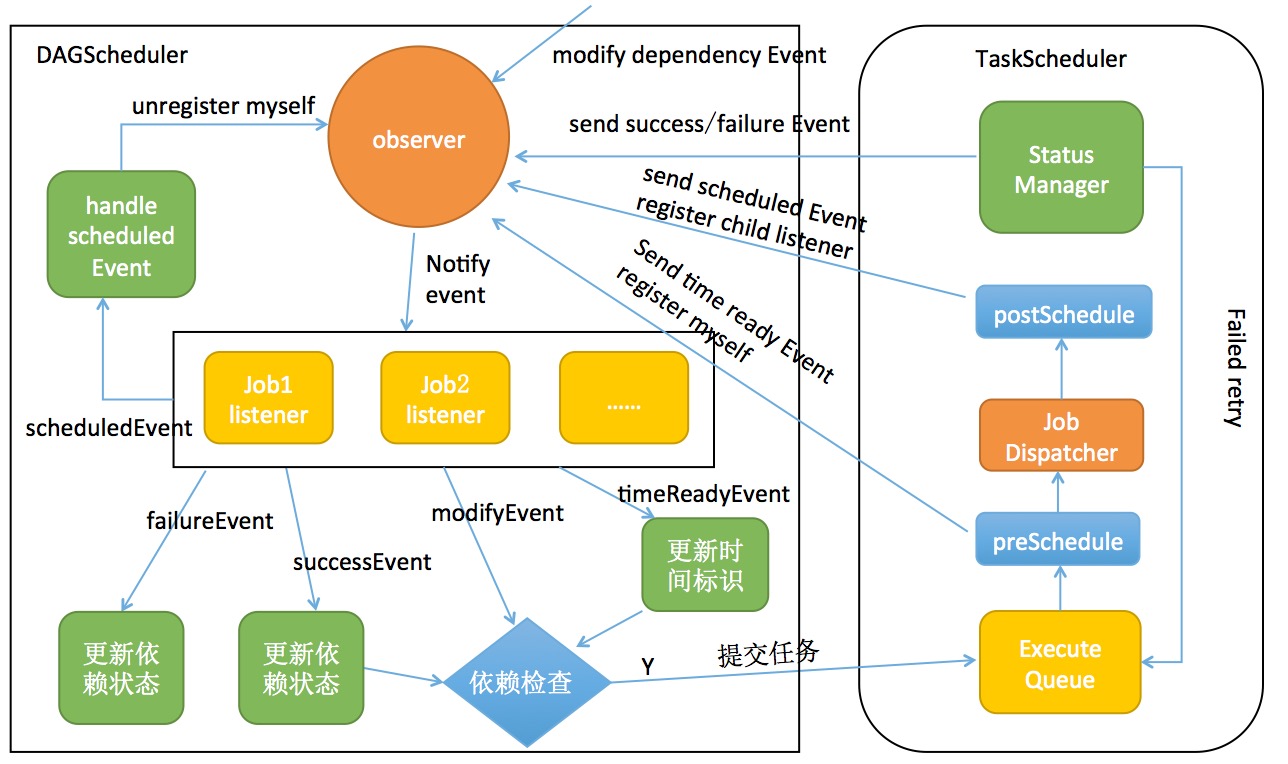 DAGScheduler
modify dependency Event
TaskScheduler
unregister myself
observer
send success/failure Event
Status
Manager
send scheduled Event
register child listener
handle
scheduled
Event
Send time ready Event
register myself
Notify
event
postSchedule
Failed retry
Job1
listener
Job2
listener
......
scheduledEvent
Job
Dispatcher
failureEvent
successEvent
modifyEvent
timeReadyEvent
更新时
间标识
preSchedule
更新依
赖状态
更新依
赖状态
依赖检查
Y
提交任务
Execute
Queue